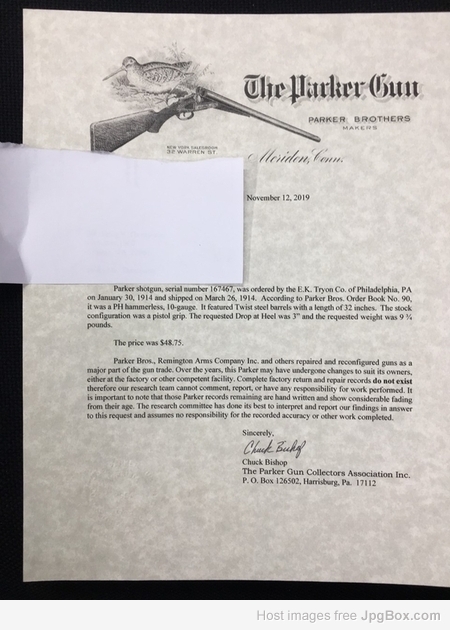 The Parker Gun
PARKER BROTHERS
MAKERS
NEW YORK SALESROOM
32 WARREN ST.
Meriden, Conn.
November 12, 2019
Parker shotgun, serial number 167467, was ordered by the E.K. Tryon Co. of Philadelphia, PA
on January 30, 1914 and shipped on March 26, 1914. According to Parker Bros. Order Book No. 90,
it was a PH hammerless, 10-gauge. It featured Twist steel barrels with a length of 32 inches. The stock
configuration was a pistol grip. The requested Drop at Heel was 3" and the requested weight was 9 ¾
pounds.
The price was $48.75.
Parker Bros., Remington Arms Company Inc. and others repaired and reconfigured guns as a
major part of the gun trade. Over the years, this Parker may have undergone changes to suit its owners,
either at the factory or other competent facility. Complete factory return and repair records do not exist
therefore our research team cannot comment, report, or have any responsibility for work performed. It
is important to note that those Parker records remaining are hand written and show considerable fading
from their age. The research committee has done its best to interpret and report our findings in answer
to this request and assumes no responsibility for the recorded accuracy or other work completed.
Sincerely,
Chuck Bishop
Chuck Bishop
The Parker Gun Collectors Association Inc.
P. O. Box 126502, Harrisburg, Pa. 17112
Host images free JpgBox.com